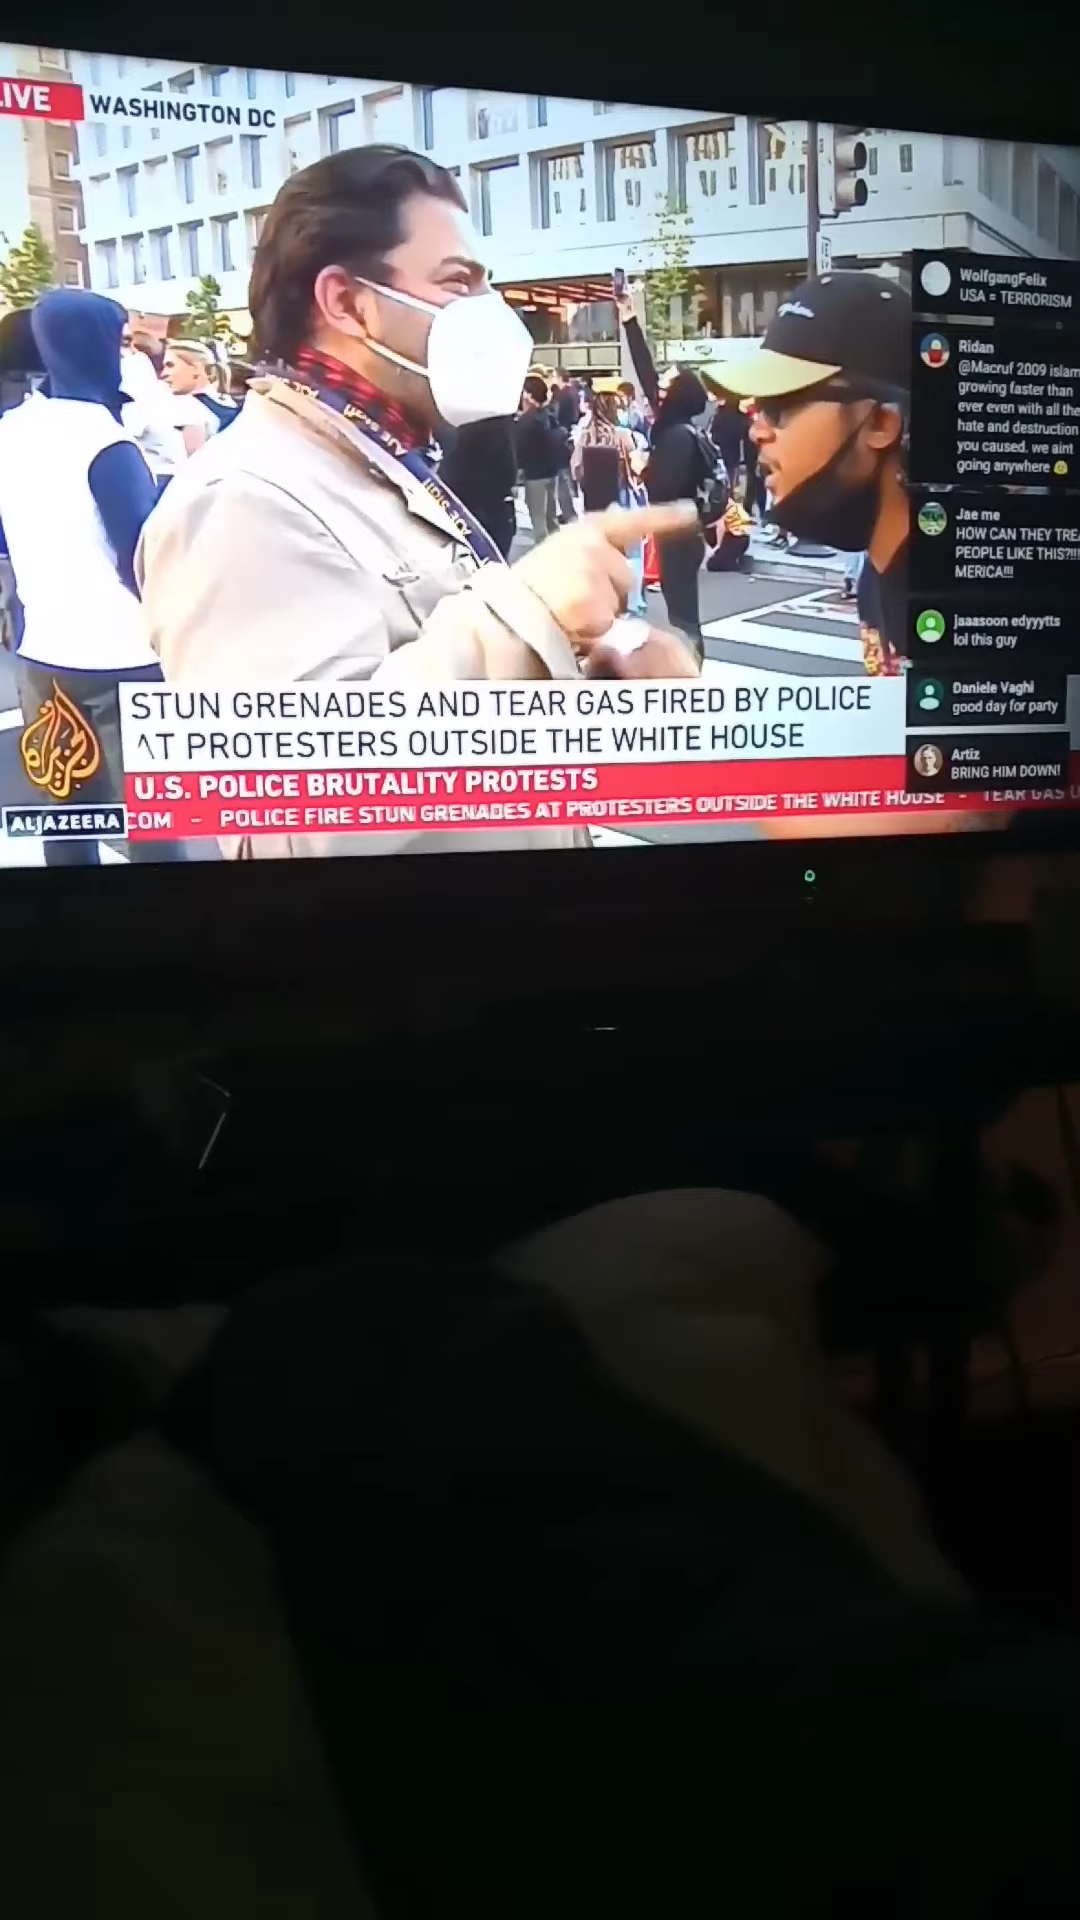 LIVE
WASHINGTON DC
WolfgangFelix
USA = TERRORISM
Ridan
@Macruf 2009 islam
growing faster than
ever even with all the
hate and destruction
you caused. we aint
going anywhere
Jae me
HOW CAN THEY TREA
PEOPLE LIKE THIS?!!!
MERICA!!!
jaaasoon edyyytts
lol this guy
Daniele Vaghi
good day for party
Artiz
BRING HIM DOWN!
STUN GRENADES AND TEAR GAS FIRED BY POLICE
AT PROTESTERS OUTSIDE THE WHITE HOUSE
U.S. POLICE BRUTALITY PROTESTS
ALJAZEERA.COM - POLICE FIRE STUN GRENADES AT PROTESTERS OUTSIDE THE WHITE HOUSE - TEAR GAS U
الجزيرة